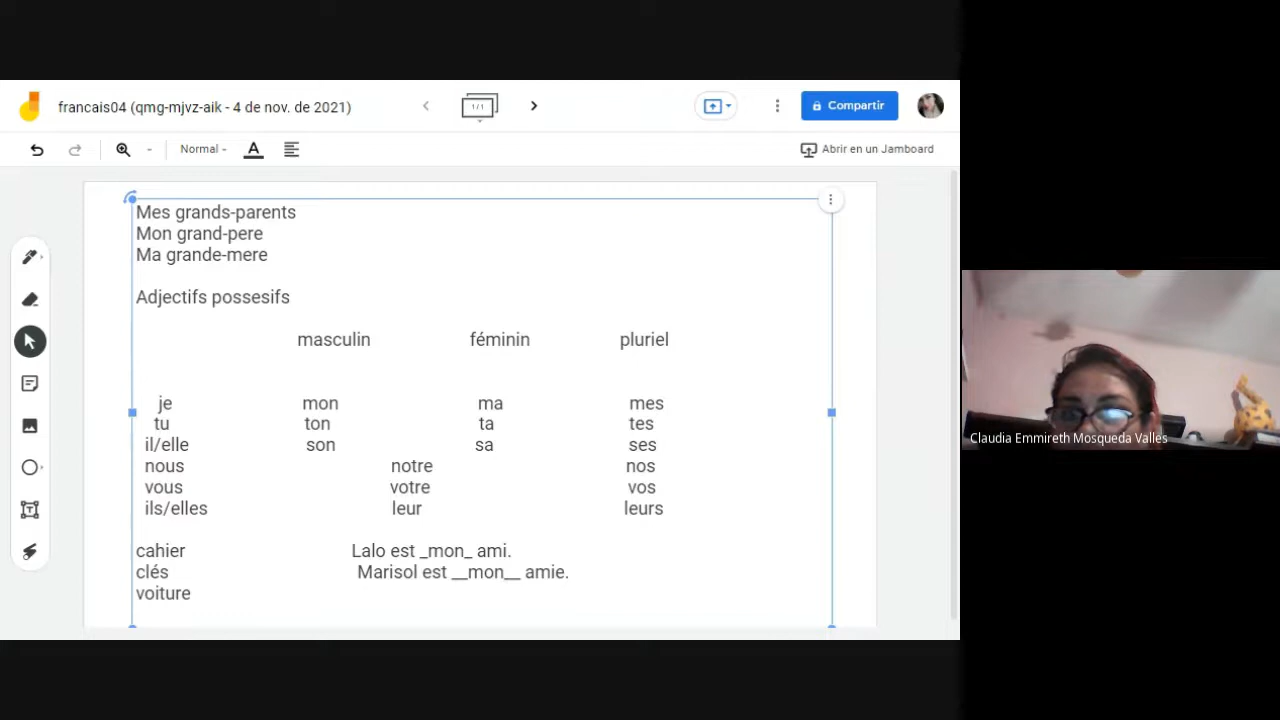 francais04 (qmg-mjvz-aik - 4 de nov. de 2021)
1/1
Compartir
Normal
A
Abrir en un Jamboard
Mes grands-parents
Mon grand-pere
Ma grande-mere
Adjectifs possesifs
masculin féminin pluriel
je mon ma mes
tu ton ta tes
il/elle son sa ses
nous notre nos
vous votre vos
ils/elles leur leurs
cahier Lalo est _mon_ ami.
clés Marisol est __mon__ amie.
voiture
Claudia Emmireth Mosqueda Valles